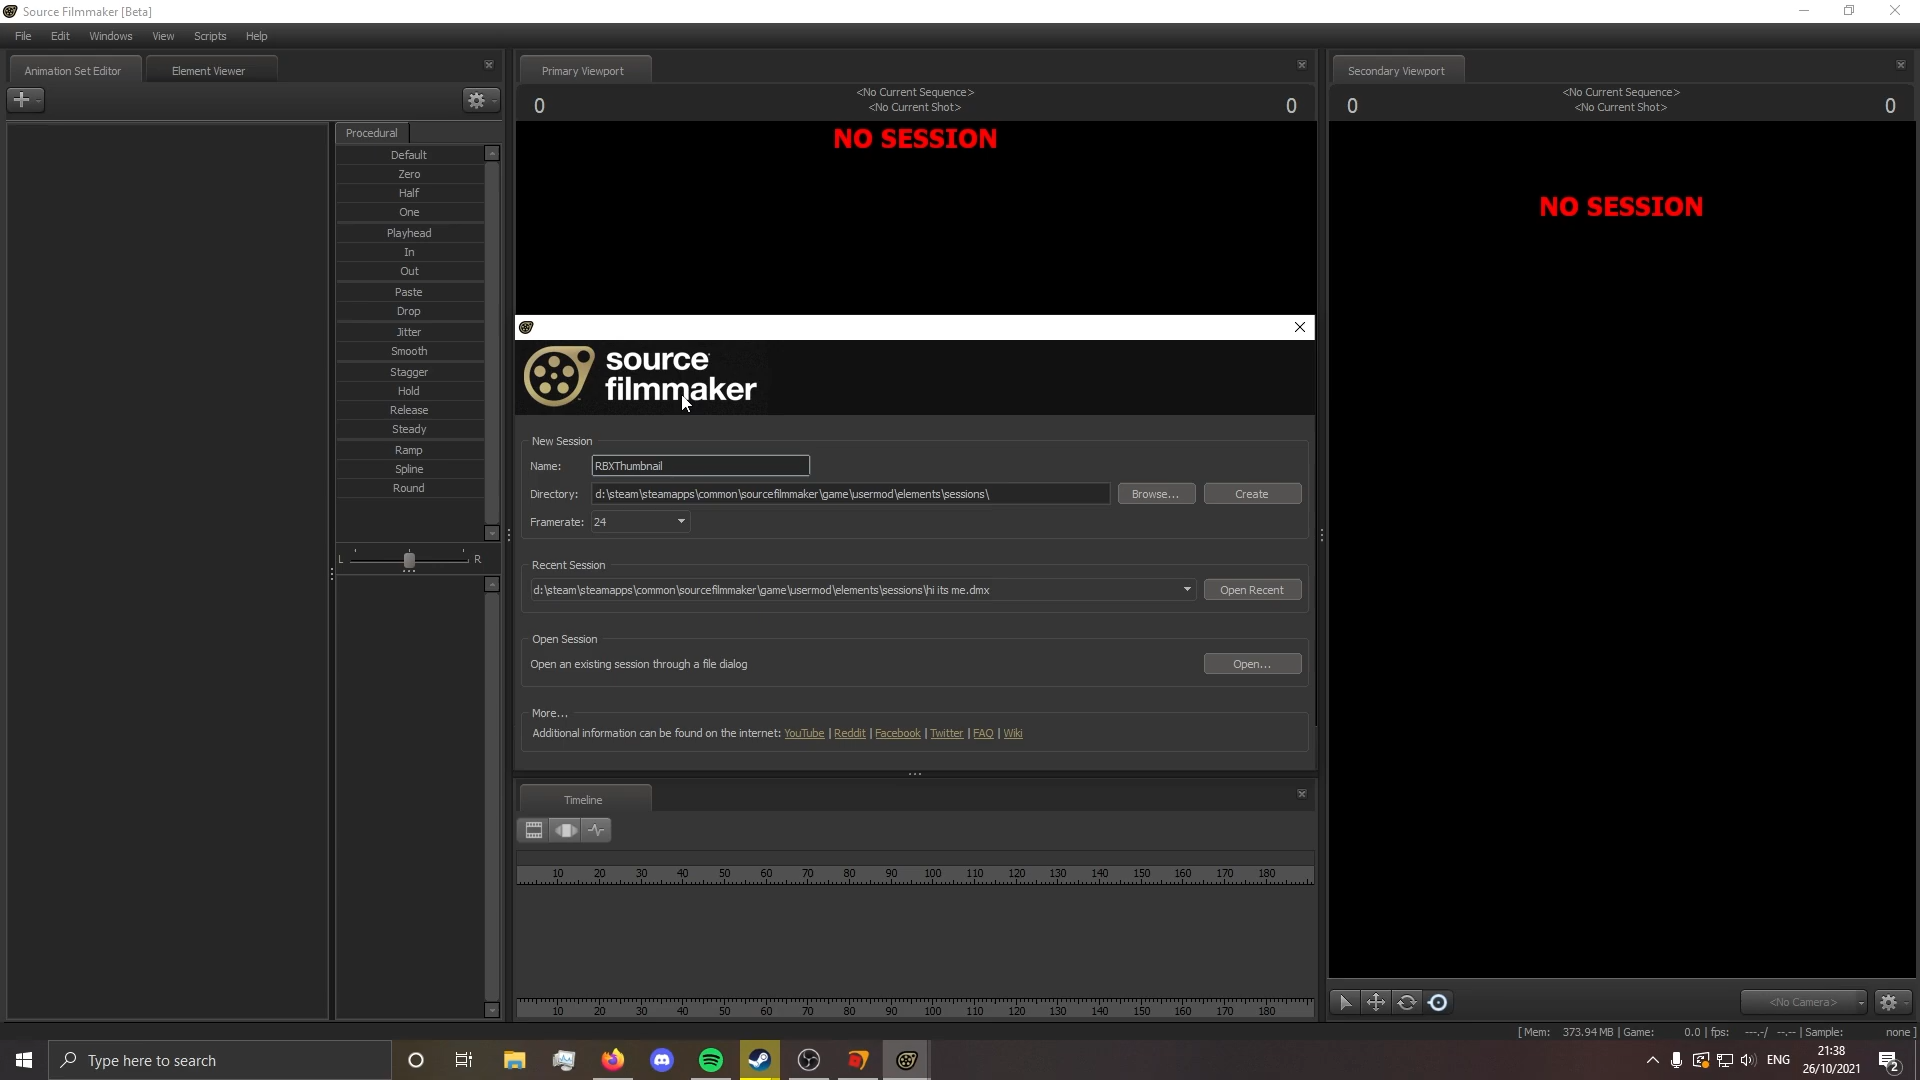 Source Filmmaker [Beta]
File Edit Windows View Scripts Help
Animation Set Editor Element Viewer
Procedural
Default
Zero
Half
One
Playhead
In
Out
Paste
Drop
Jitter
Smooth
Stagger
Hold
Release
Steady
Ramp
Spline
Round
L R
Primary Viewport
0 <No Current Sequence> 0
<No Current Shot>
NO SESSION
Secondary Viewport
0 <No Current Sequence> 0
<No Current Shot>
NO SESSION
source
filmmaker
New Session
Name: RBXThumbnail
Directory: d:\steam\steamapps\common\sourcefilmmaker\game\usermod\elements\sessions\ Browse... Create
Framerate: 24
Recent Session
d:\steam\steamapps\common\sourcefilmmaker\game\usermod\elements\sessions\hi its me.dmx Open Recent
Open Session
Open an existing session through a file dialog Open...
More...
Additional information can be found on the internet: YouTube | Reddit | Facebook | Twitter | FAQ | Wiki
Timeline
10 20 30 40 50 60 70 80 90 100 110 120 130 140 150 160 170 180
10 20 30 40 50 60 70 80 90 100 110 120 130 140 150 160 170 180
<No Camera>
[ Mem: 373.94 MB | Game: 0.0 | fps: ---.-/ --.-- | Sample: none ]
Type here to search
ENG
21:38
26/10/2021
2